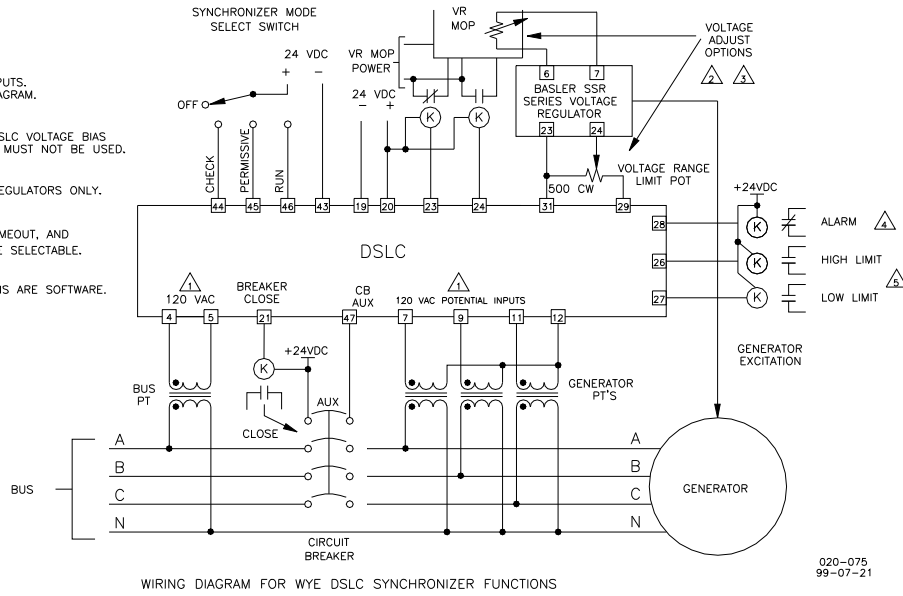 SYNCHRONIZER MODE
SELECT SWITCH
VR
MOP
VOLTAGE
ADJUST
OPTIONS
2 3
24 VDC
+ −
VR MOP
POWER
24 VDC
− +
OFF
PUTS.
AGRAM.
DSLC VOLTAGE BIAS
MUST NOT BE USED.
EGULATORS ONLY.
MEOUT, AND
E SELECTABLE.
NS ARE SOFTWARE.
K K
6 7
BASLER SSR
SERIES VOLTAGE
REGULATOR
23 24
VOLTAGE RANGE
LIMIT POT
500 CW
CHECK
PERMISSIVE
RUN
44 45 46 43 19 20 23 24 31 29
+24VDC
28 K ALARM 4
26 K HIGH LIMIT
27 K LOW LIMIT 5
DSLC
1
120 VAC
BREAKER
CLOSE
CB
AUX
1
120 VAC POTENTIAL INPUTS
4 5 21 47 7 9 11 12
+24VDC
K
BUS
PT
AUX
CLOSE
GENERATOR
PT'S
GENERATOR
EXCITATION
BUS
A A
B B
C C
N N
GENERATOR
CIRCUIT
BREAKER
WIRING DIAGRAM FOR WYE DSLC SYNCHRONIZER FUNCTIONS
020-075
99-07-21